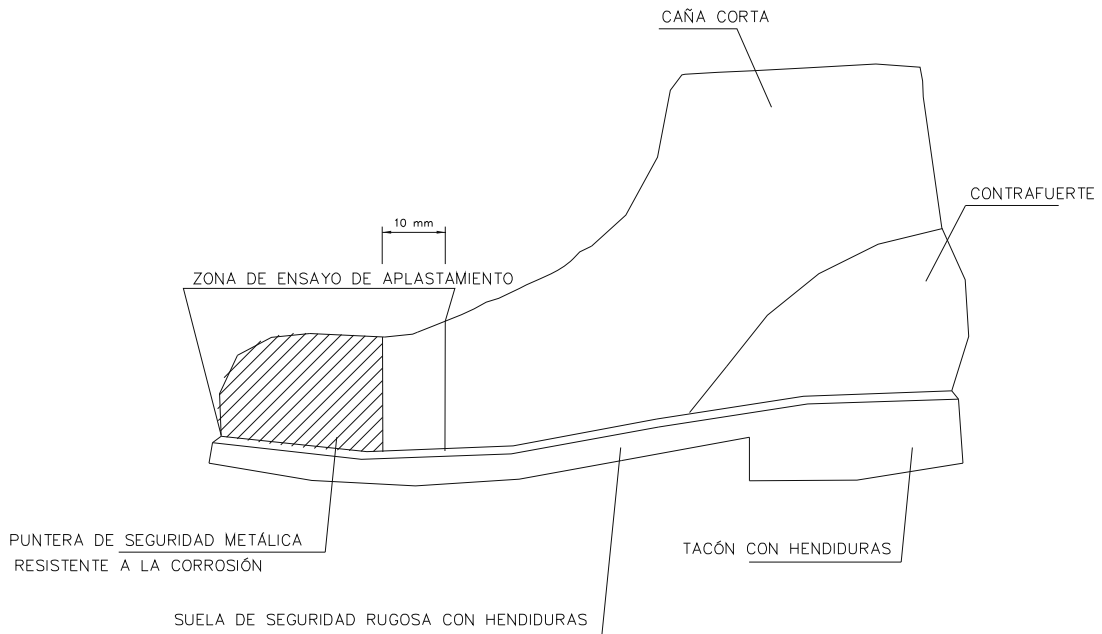 CAÑA CORTA
CONTRAFUERTE
10 mm
ZONA DE ENSAYO DE APLASTAMIENTO
PUNTERA DE SEGURIDAD METÁLICA
RESISTENTE A LA CORROSIÓN
TACÓN CON HENDIDURAS
SUELA DE SEGURIDAD RUGOSA CON HENDIDURAS